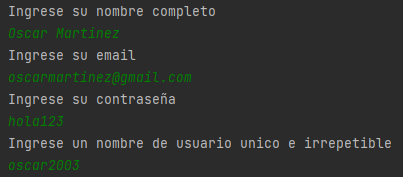 Ingrese su nombre completo
Oscar Martinez
Ingrese su email
oscarmartinez@gmail.com
Ingrese su contraseña
hola123
Ingrese un nombre de usuario unico e irrepetible
oscar2003